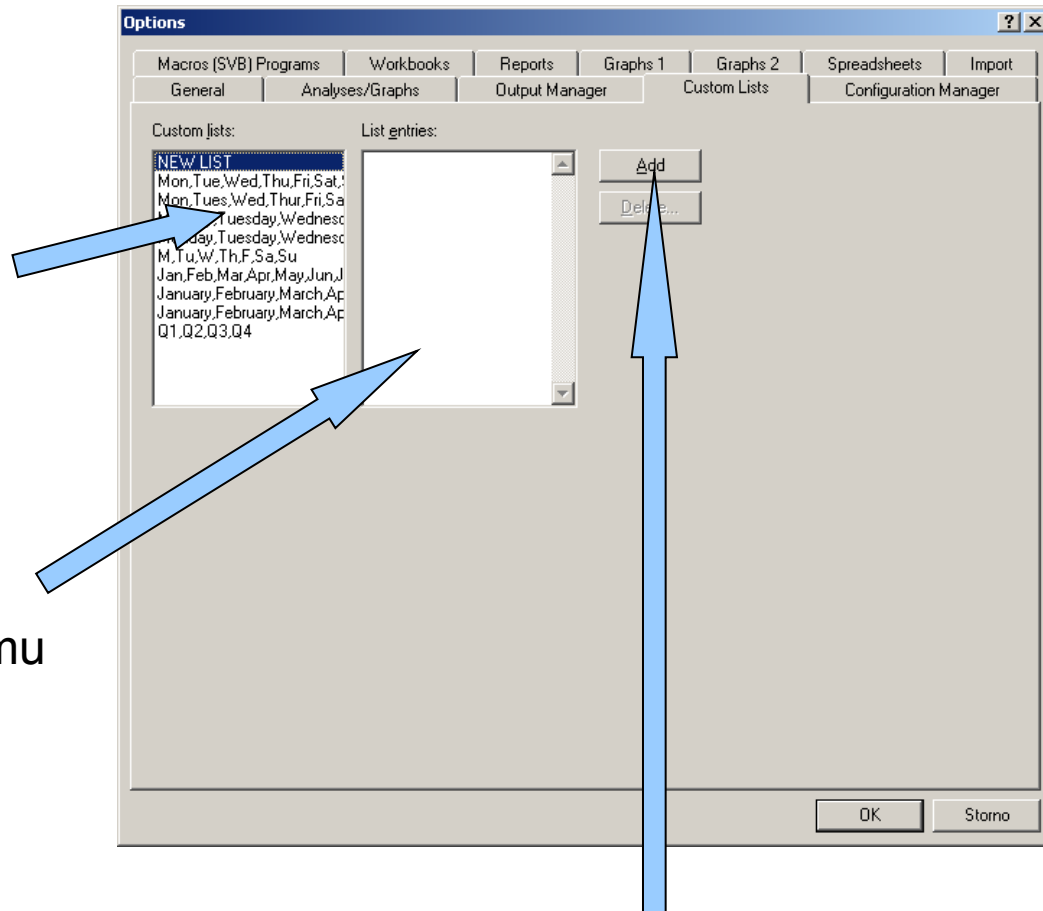 Options
Macros (SVB) Programs Workbooks Reports Graphs 1 Graphs 2 Spreadsheets Import
General Analyses/Graphs Output Manager Custom Lists Configuration Manager
Custom lists: List entries:
NEW LIST
Mon,Tue,Wed,Thu,Fri,Sat,
Mon,Tues,Wed,Thur,Fri,Sa
Tuesday,Wednesd
Tuesday,Wednesd
M,Tu,W,Th,F,Sa,Su
Jan,Feb,Mar,Apr,May,Jun,J
January,February,March,Ap
January,February,March,Ap
Q1,Q2,Q3,Q4
Add
Delete...
mu
OK Storno